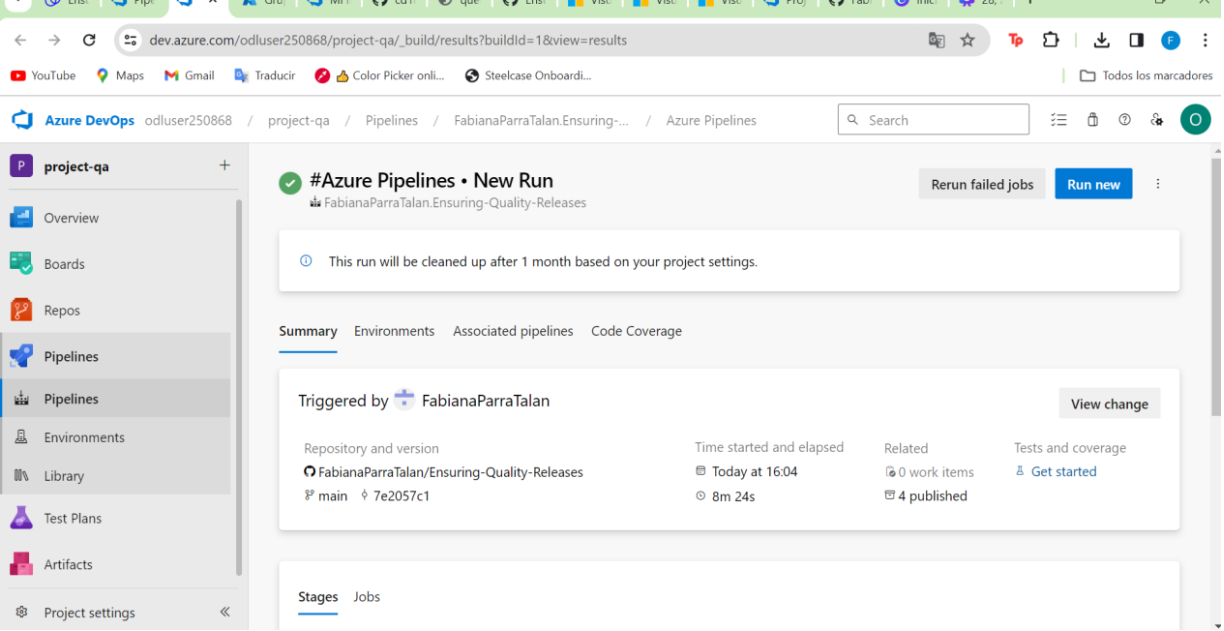 dev.azure.com/odluser250868/project-qa/_build/results?buildId=1&view=results
Tp
F
YouTube Maps Gmail Traducir Color Picker onli... Steelcase Onboardi... Todos los marcadores
Azure DevOps odluser250868 / project-qa / Pipelines / FabianaParraTalan.Ensuring-... / Azure Pipelines
Search
O
P project-qa +
Overview
Boards
Repos
Pipelines
Pipelines
Environments
Library
Test Plans
Artifacts
Project settings
#Azure Pipelines • New Run
FabianaParraTalan.Ensuring-Quality-Releases
Rerun failed jobs
Run new
This run will be cleaned up after 1 month based on your project settings.
Summary Environments Associated pipelines Code Coverage
Triggered by FabianaParraTalan
View change
Repository and version
FabianaParraTalan/Ensuring-Quality-Releases
main 7e2057c1
Time started and elapsed
Today at 16:04
8m 24s
Related
0 work items
4 published
Tests and coverage
Get started
Stages Jobs